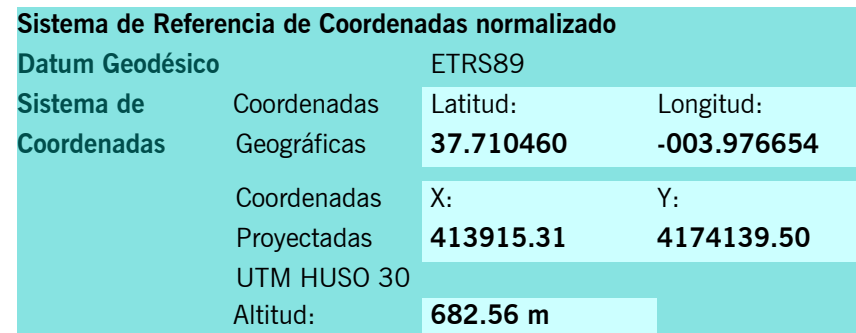 Sistema de Referencia de Coordenadas normalizado
Datum Geodésico ETRS89
Sistema de Coordenadas Latitud: Longitud:
Coordenadas Geográficas 37.710460 -003.976654
Coordenadas X: Y:
Proyectadas 413915.31 4174139.50
UTM HUSO 30
Altitud: 682.56 m